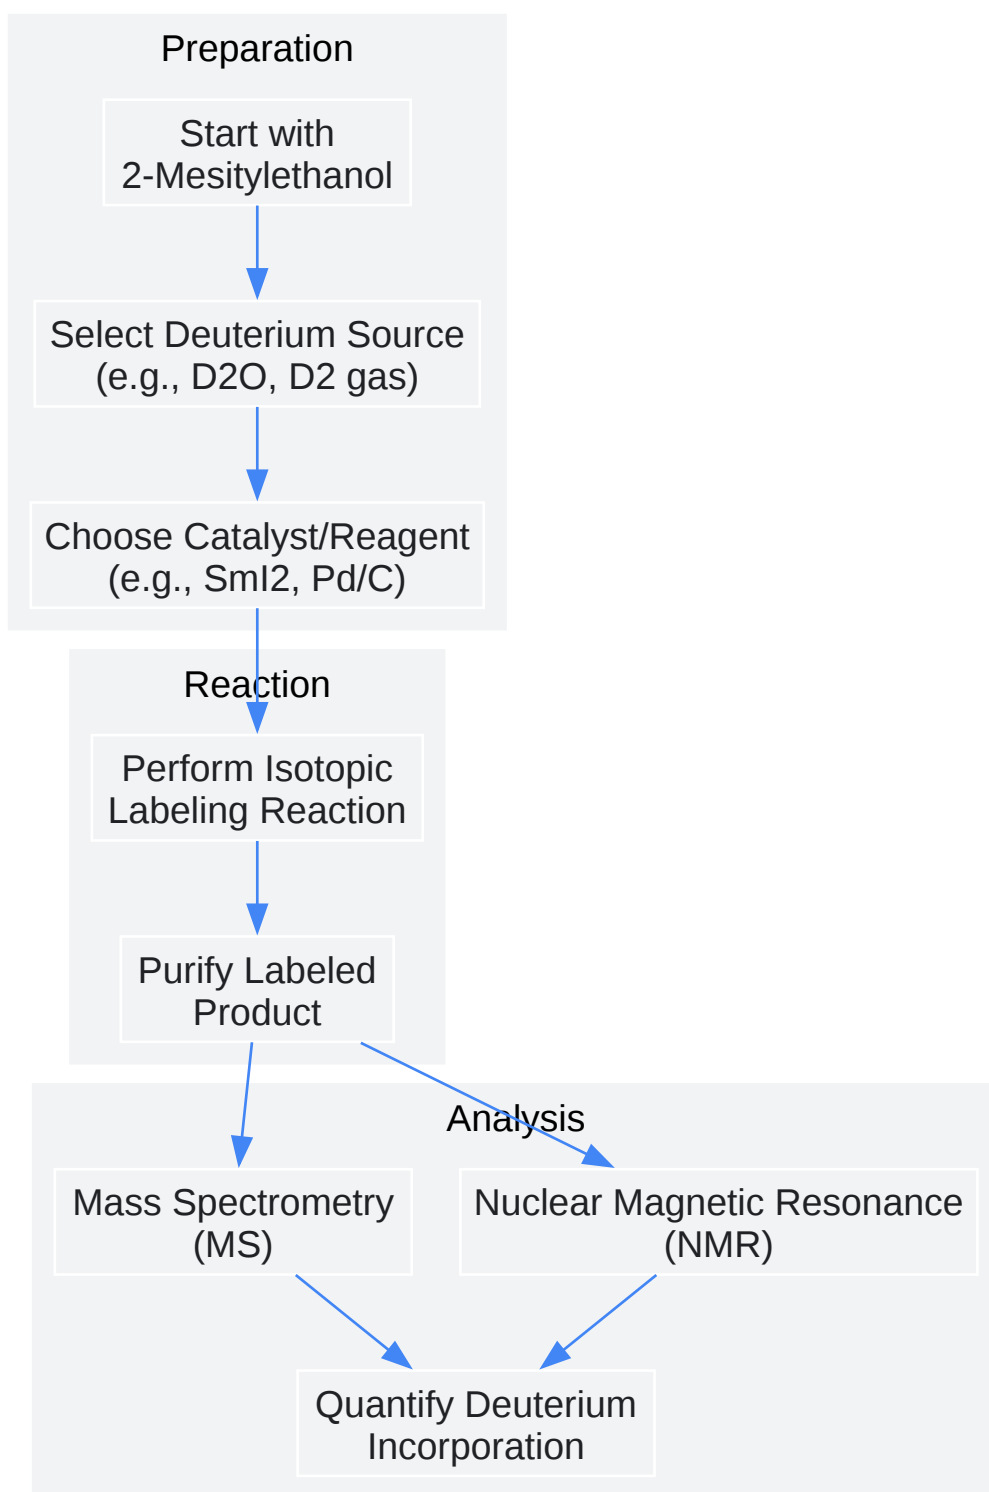 Preparation
Start with
2-Mesitylethanol
Select Deuterium Source
(e.g., D2O, D2 gas)
Choose Catalyst/Reagent
(e.g., SmI2, Pd/C)
Reaction
Perform Isotopic
Labeling Reaction
Purify Labeled
Product
Analysis
Mass Spectrometry
(MS)
Nuclear Magnetic Resonance
(NMR)
Quantify Deuterium
Incorporation